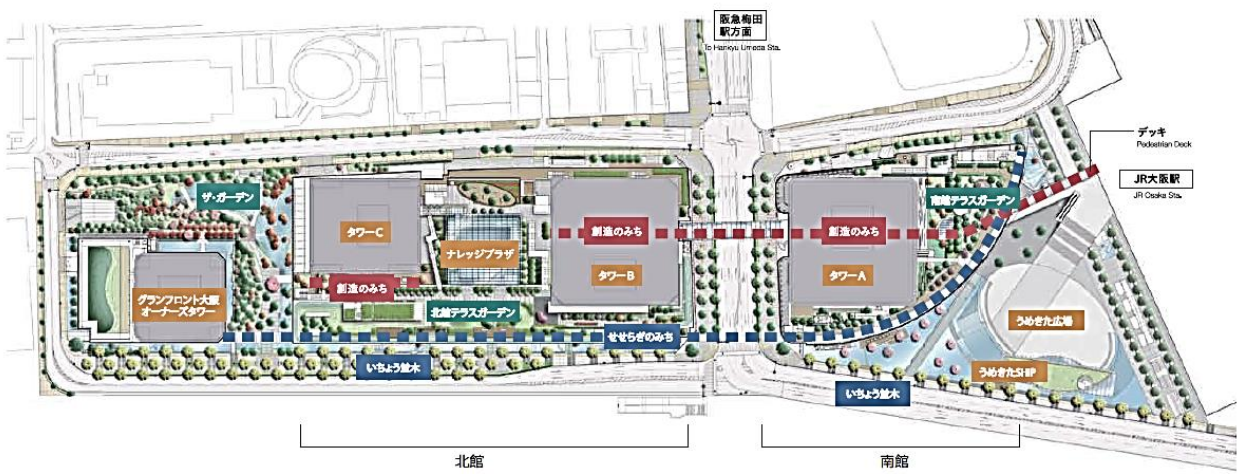 阪急梅田
駅方面
To Hankyu Umeda Sta.
デッキ
Pedestrian Deck
JR大阪駅
JR Osaka Sta.
ザ・ガーデン
南館テラスガーデン
タワーC
創造のみち
創造のみち
ナレッジプラザ
タワーB
タワーA
創造のみち
グランフロント大阪
オーナーズタワー
北館テラスガーデン
うめきた広場
せせらぎのみち
いちょう並木
うめきたSHIP
いちょう並木
北館
南館